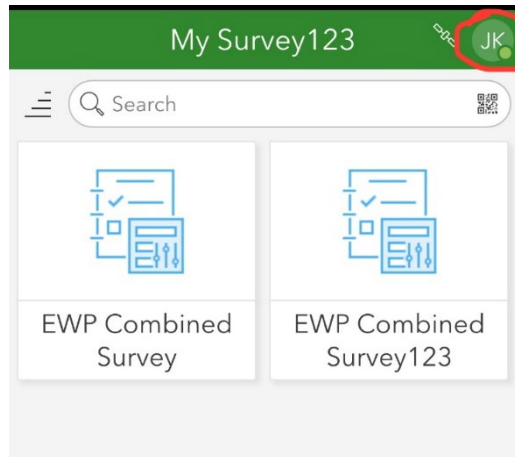 My Survey123
JK
Search
EWP Combined
Survey
EWP Combined
Survey123